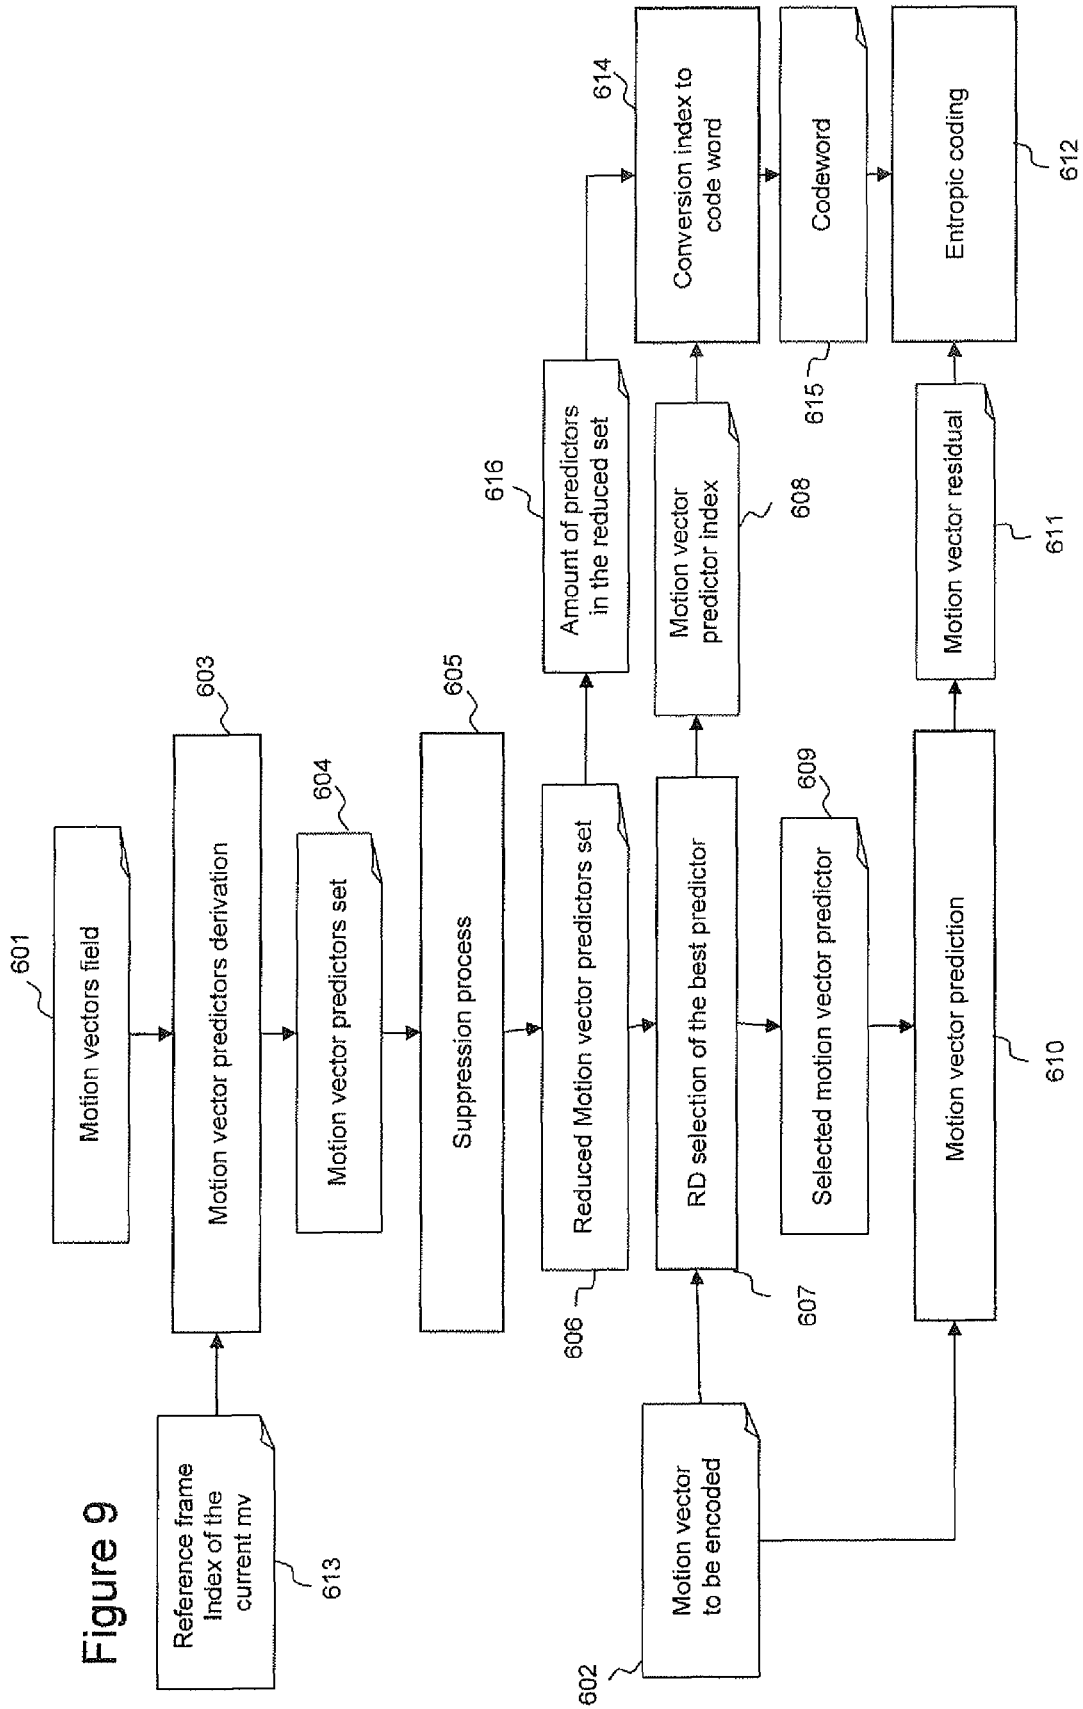 Figure 9
601
Motion vectors field
Reference frame
Index of the
current mv
613
603
Motion vector predictors derivation
604
Motion vector predictors set
605
Suppression process
606
Reduced Motion vector predictors set
616
Amount of predictors
in the reduced set
614
Conversion index to
code word
602
Motion vector
to be encoded
607
RD selection of the best predictor
Motion vector
predictor index
608
615
Codeword
609
Selected motion vector predictor
610
Motion vector prediction
Motion vector residual
611
Entropic coding
612